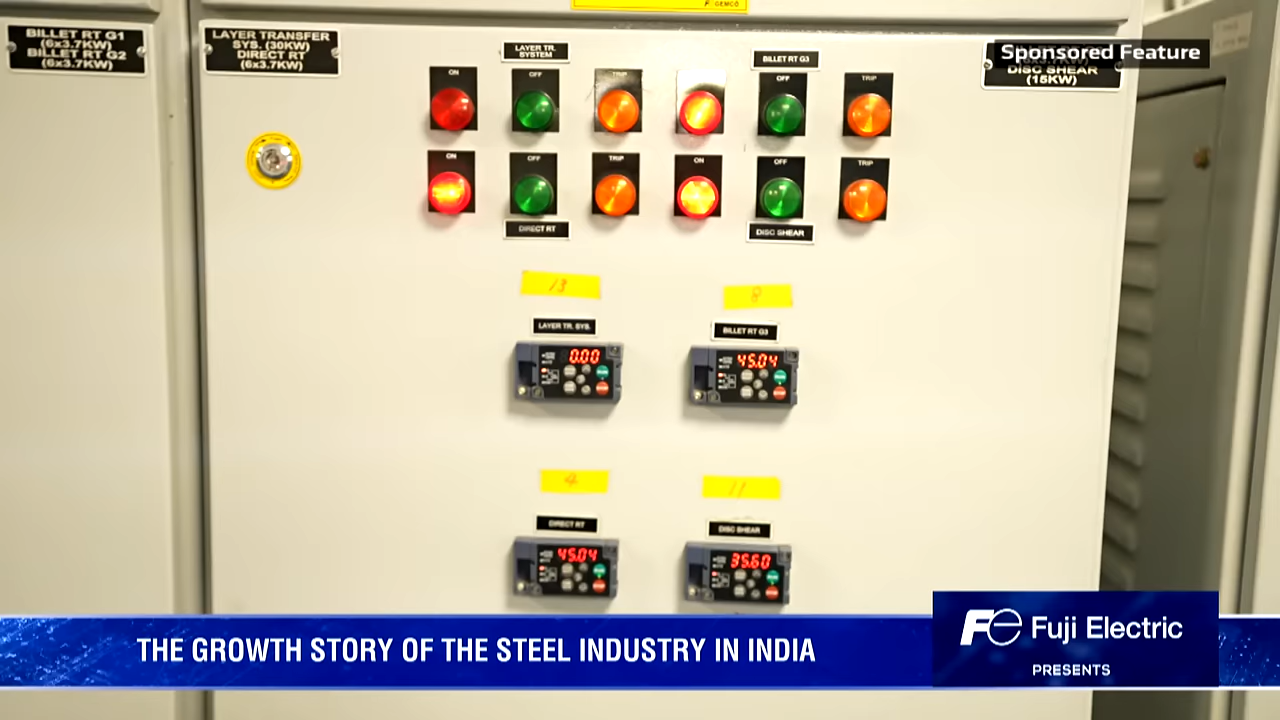 GEMCO
BILLET RT G1
(6x3.7KW)
BILLET RT G2
(6x3.7KW)
LAYER TRANSFER
SYS. (30KW)
DIRECT RT
(6x3.7KW)
LAYER TR.
SYSTEM
BILLET RT G3
Sponsored Feature
(6x3.7KW)
DISC SHEAR
(15KW)
ON OFF TRIP OFF TRIP
ON OFF TRIP ON OFF TRIP
DIRECT RT
DISC SHEAR
13
8
LAYER TR. SYS.
BILLET RT G3
0.00
45.04
4
11
DIRECT RT
DISC SHEAR
45.04
35.60
THE GROWTH STORY OF THE STEEL INDUSTRY IN INDIA
Fuji Electric
PRESENTS